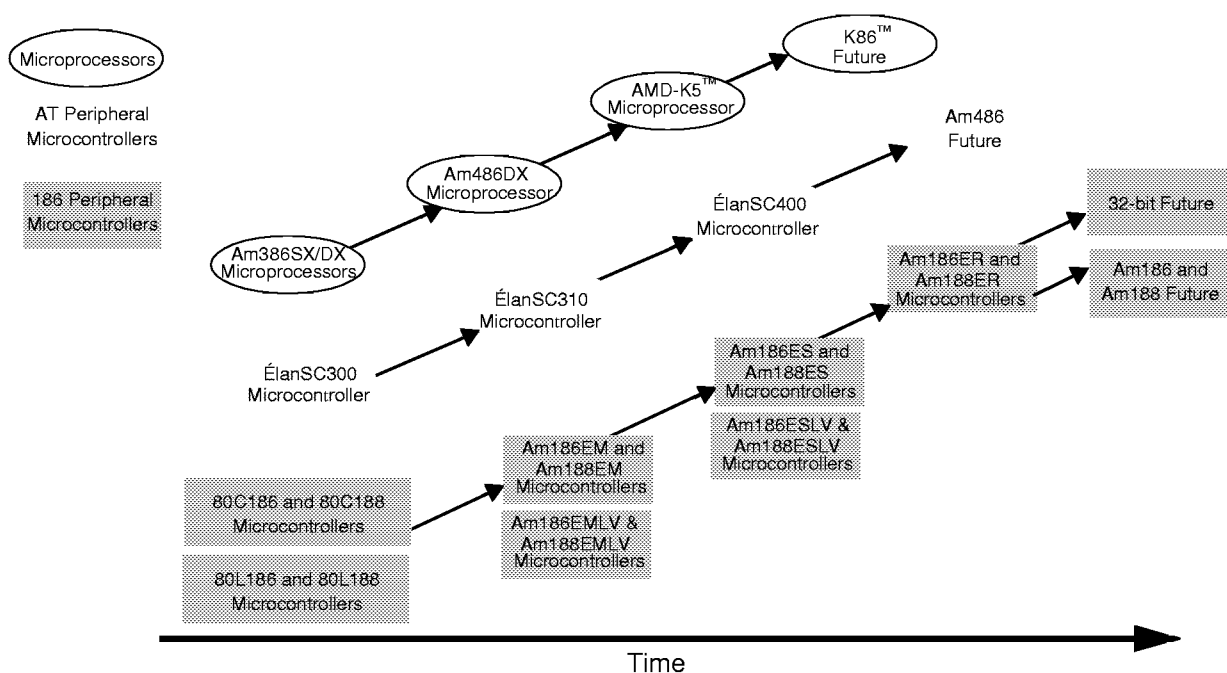 Microprocessors
AT Peripheral
Microcontrollers
186 Peripheral
Microcontrollers
K86™
Future
AMD-K5™
Microprocessor
Am486
Future
Am486DX
Microprocessor
32-bit Future
ÉlanSC400
Microcontroller
Am386SX/DX
Microprocessors
Am186ER and
Am188ER
Microcontrollers
Am186 and
Am188 Future
ÉlanSC310
Microcontroller
Am186ES and
Am188ES
Microcontrollers
ÉlanSC300
Microcontroller
Am186ESLV &
Am188ESLV
Microcontrollers
Am186EM and
Am188EM
Microcontrollers
80C186 and 80C188
Microcontrollers
Am186EMLV &
Am188EMLV
Microcontrollers
80L186 and 80L188
Microcontrollers
Time